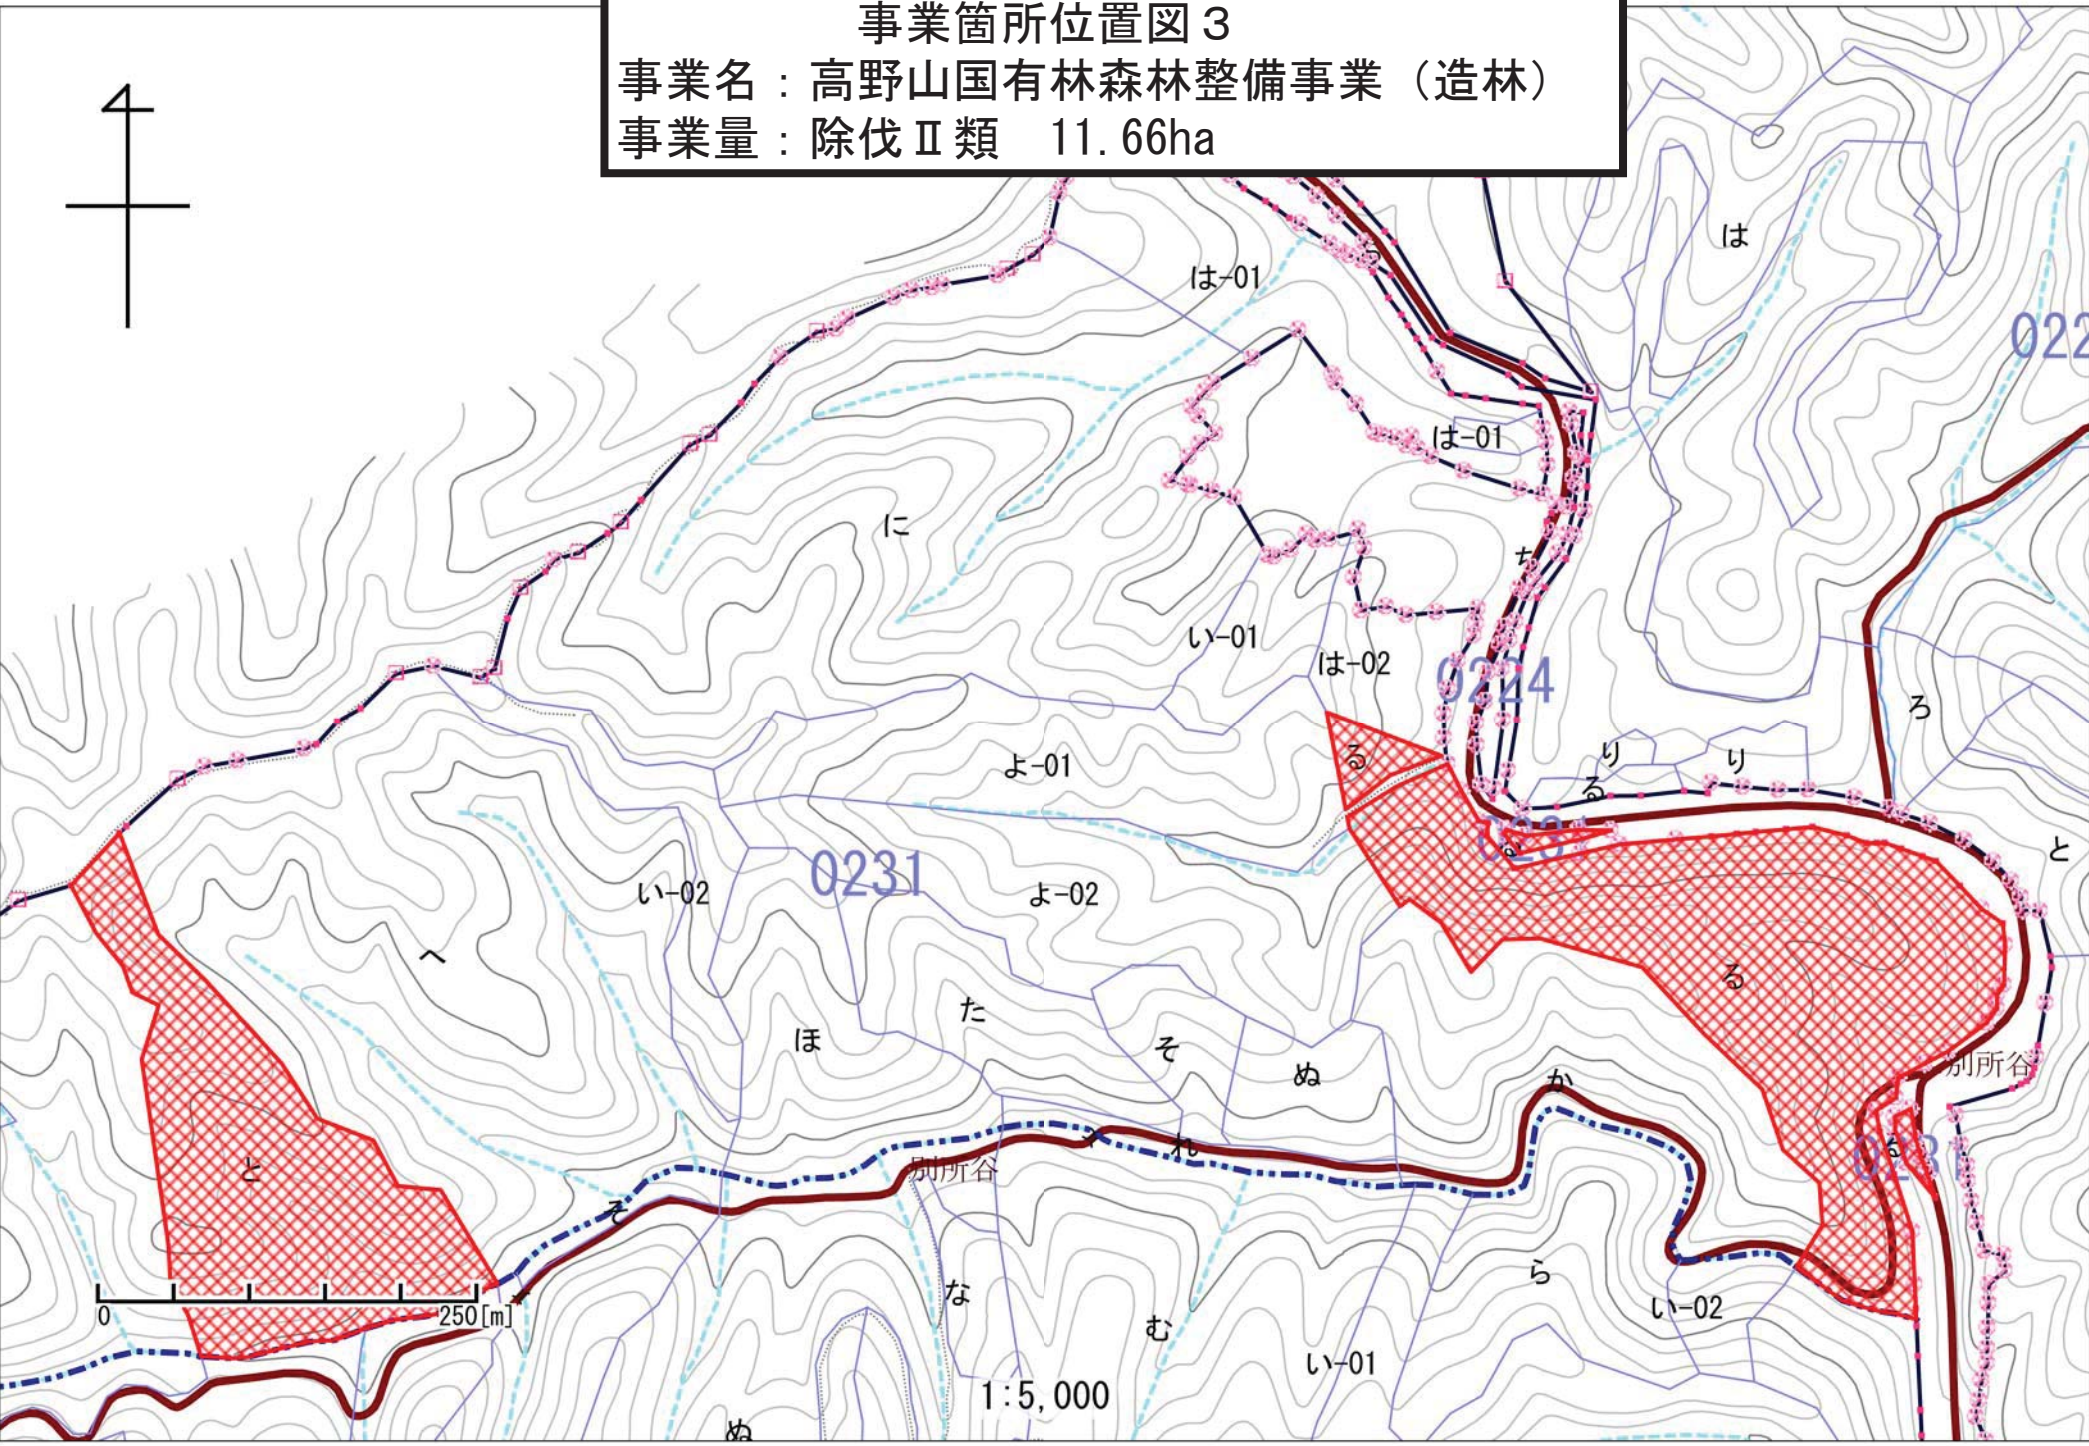 事業箇所位置図３
事業名：高野山国有林森林整備事業（造林）
事業量：除伐Ⅱ類　11.66ha
は
は-01
022
は-01
に
ち
い-01
は-02
0224
ろ
り
り
る
よ-01
る
と
0231
い-02
よ-02
へ
る
た
ほ
そ
ぬ
か
別所谷
れ
と
別所谷
そ
ら
な
い-02
0
250[m]
む
い-01
1:5,000
ぬ